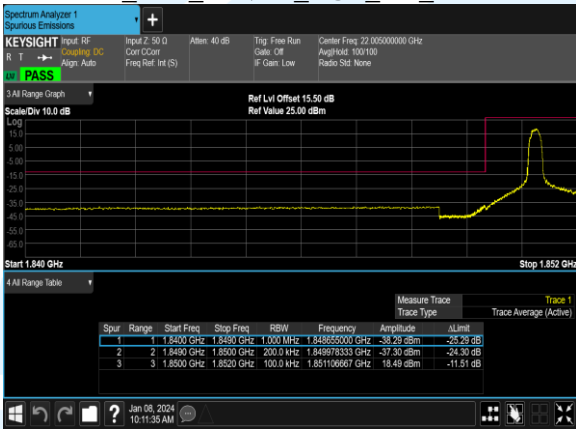 Spectrum Analyzer 1
Spurious Emissions
KEYSIGHT Input: RF Input Z: 50 Ω Atten: 40 dB Trig: Free Run Center Freq: 22.005000000 GHz
R T Coupling: DC Corr CCorr Gate: Off Avg|Hold: 100/100
Align: Auto Freq Ref: Int (S) IF Gain: Low Radio Std: None
PASS
3 All Range Graph
Ref Lvl Offset 15.50 dB
Scale/Div 10.0 dB Ref Value 25.00 dBm
Log
15.0
5.00
-5.00
-15.0
-25.0
-35.0
-45.0
-55.0
-65.0
Start 1.840 GHz Stop 1.852 GHz
4 All Range Table
Measure Trace Trace 1
Trace Type Trace Average (Active)
Spur Range Start Freq Stop Freq RBW Frequency Amplitude ΔLimit
1 1 1.8400 GHz 1.8490 GHz 1.000 MHz 1.848655000 GHz -38.29 dBm -25.29 dB
2 2 1.8490 GHz 1.8500 GHz 200.0 kHz 1.849978333 GHz -37.30 dBm -24.30 dB
3 3 1.8500 GHz 1.8520 GHz 100.0 kHz 1.851106667 GHz 18.49 dBm -11.51 dB
? Jan 08, 2024
10:11:35 AM